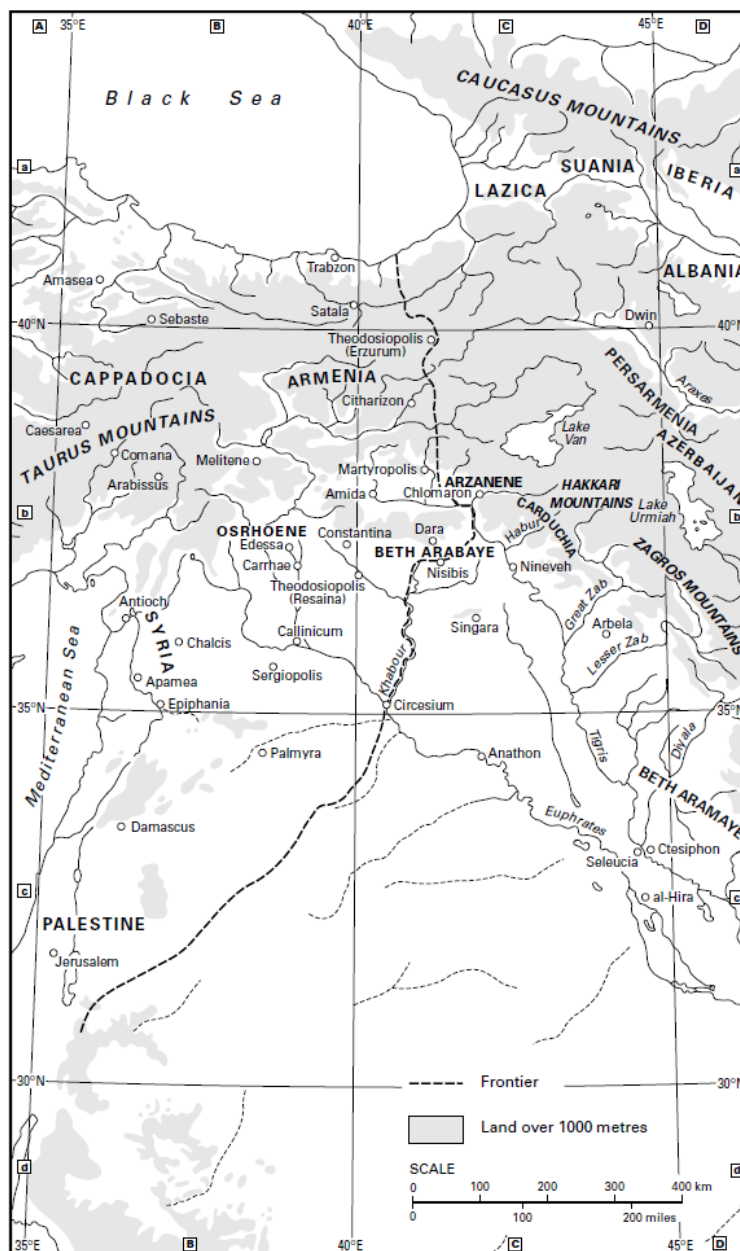 A 35°E B 40°E C 45°E D
Black Sea
CAUCASUS MOUNTAINS
a
a
SUANIA
IBERIA
LAZICA
Trabzon
ALBANIA
Amasea
Satala
Sebaste
Dwin
40°N
40°N
Theodosiopolis
(Erzurum)
CAPPADOCIA
ARMENIA
PERSARMENIA
Araxes
Citharizon
Caesarea
TAURUS MOUNTAINS
Lake
Van
AZERBAIJAN
Comana
Melitene
Martyropolis
Arabissus
ARZANENE
Amida
Chlomaron
HAKKARI
MOUNTAINS
Lake
Urmiah
b
b
OSRHOENE
Constantina
Dara
Habur
CARDUCHIA
Edessa
BETH ARABAYE
ZAGROS MOUNTAINS
Carrhae
Nisibis
Nineveh
Theodosiopolis
(Resaina)
Great Zab
Antioch
SYRIA
Callinicum
Singara
Arbela
Chalcis
Lesser Zab
Khabour
Sergiopolis
Apamea
Mediterranean Sea
Epiphania
Circesium
35°N
35°N
Tigris
Diyala
Palmyra
Anathon
BETH ARAMAYE
Euphrates
Damascus
Ctesiphon
Seleucia
c
c
al-Hira
PALESTINE
Jerusalem
30°N
30°N
Frontier
Land over 1000 metres
d
d
SCALE
0 100 200 300 400 km
0 100 200 miles
35°E B 40°E C 45°E D